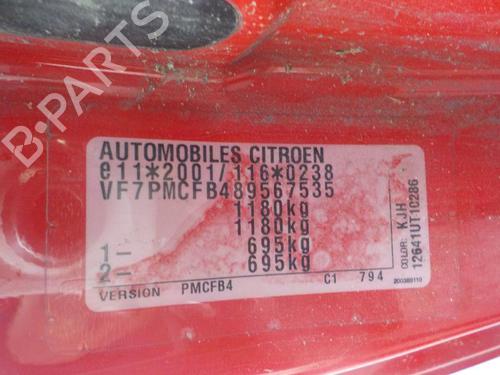 B-PARTS
AUTOMOBILES CITROEN
e11*2001/116*0238
VF7PMCFB489567535
1180kg
1180kg
1– 695kg
2– 695kg
VERSION PMCFB4 C1 794
COLOR: KJH
12641UT10286